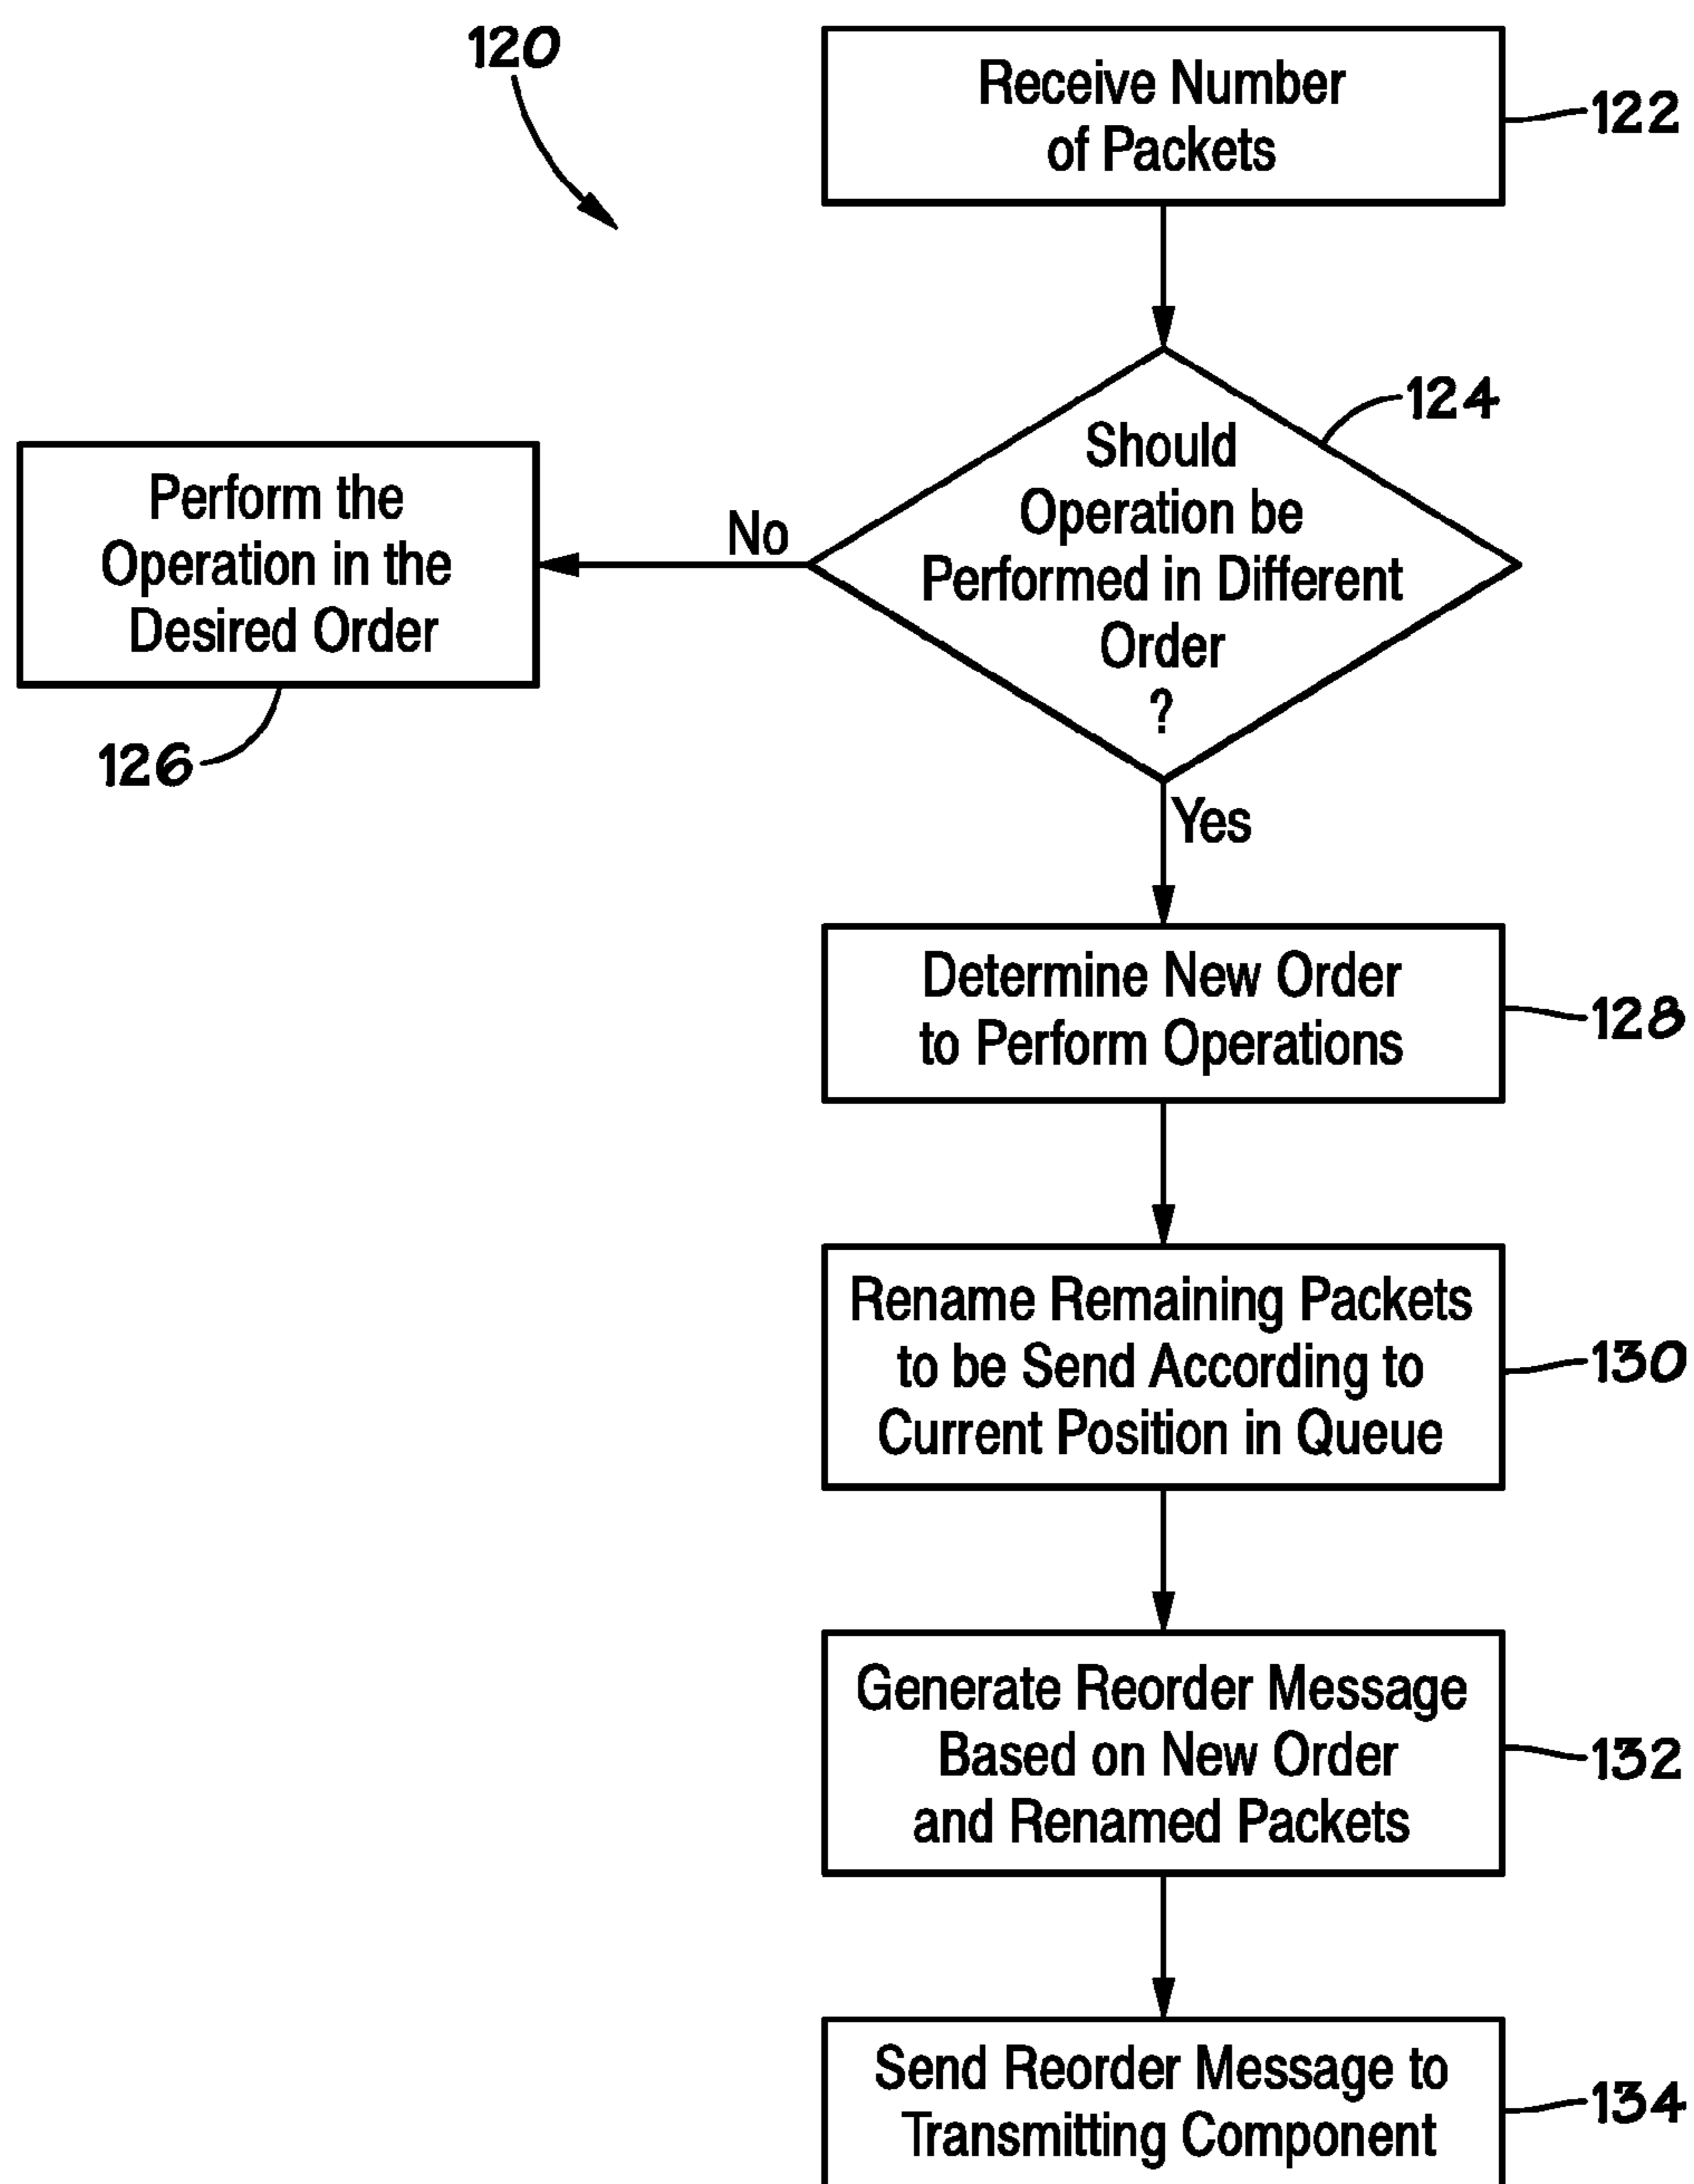 120
Receive Number
of Packets
122
124
Should
Operation be
Performed in Different
Order
?
No
Perform the
Operation in the
Desired Order
126
Yes
Determine New Order
to Perform Operations
128
Rename Remaining Packets
to be Send According to
Current Position in Queue
130
Generate Reorder Message
Based on New Order
and Renamed Packets
132
Send Reorder Message to
Transmitting Component
134